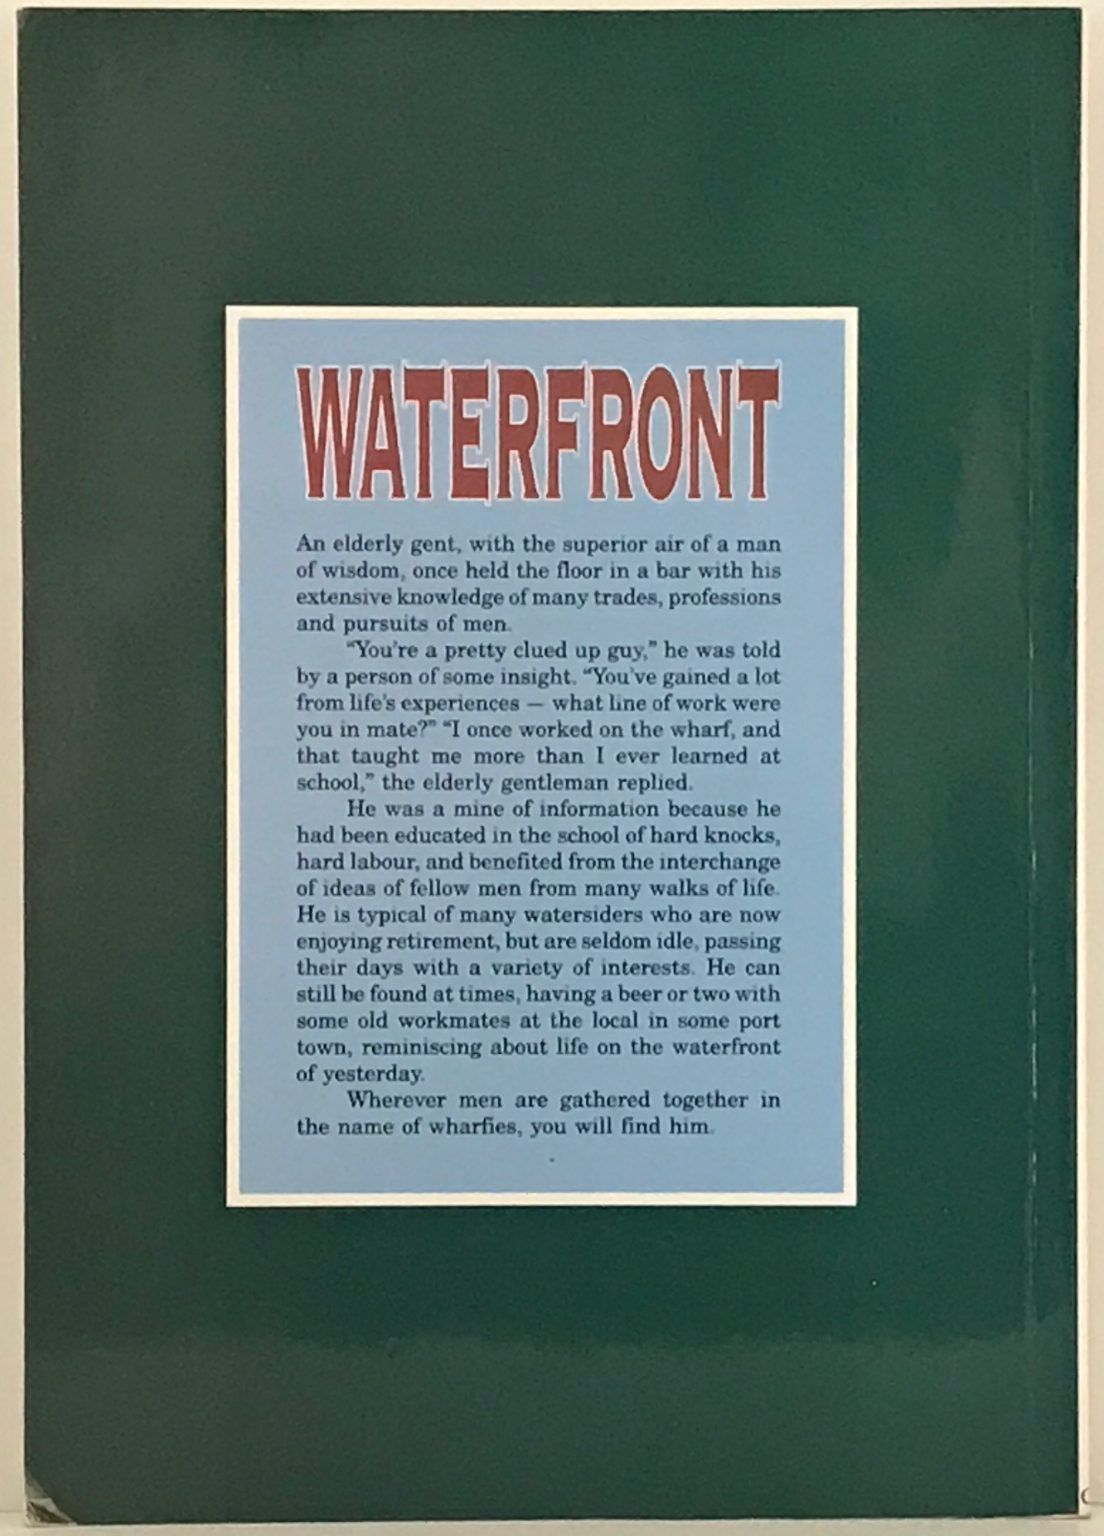 WATERFRONT
An elderly gent, with the superior air of a man
of wisdom, once held the floor in a bar with his
extensive knowledge of many trades, professions
and pursuits of men.
“You’re a pretty clued up guy,” he was told
by a person of some insight. “You’ve gained a lot
from life’s experiences — what line of work were
you in mate?” “I once worked on the wharf, and
that taught me more than I ever learned at
school,” the elderly gentleman replied.
He was a mine of information because he
had been educated in the school of hard knocks,
hard labour, and benefited from the interchange
of ideas of fellow men from many walks of life.
He is typical of many watersiders who are now
enjoying retirement, but are seldom idle, passing
their days with a variety of interests. He can
still be found at times, having a beer or two with
some old workmates at the local in some port
town, reminiscing about life on the waterfront
of yesterday.
Wherever men are gathered together in
the name of wharfies, you will find him.